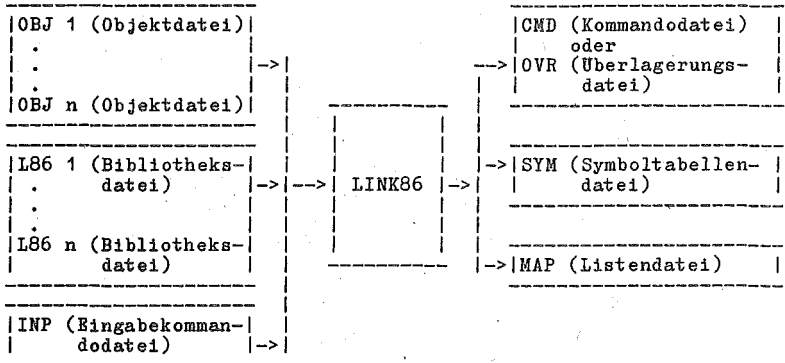 OBJ 1 (Objektdatei)
.
.
OBJ n (Objektdatei)
L86 1 (Bibliotheks-
datei)
.
.
.
L86 n (Bibliotheks-
datei)
INP (Eingabekomman-
dodatei)
LINK86
CMD (Kommandodatei)
oder
OVR (Überlagerungs-
datei)
SYM (Symboltabellen-
datei)
MAP (Listendatei)